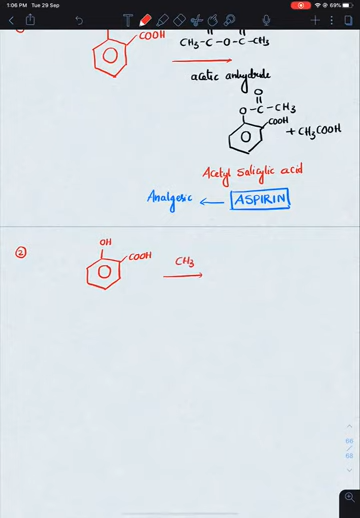 1:06 PM Tue 29 Sep
69%
COOH
CH₃-C-O-C-CH₃
acetic anhydride
O
O-C-CH₃
COOH
O
+ CH₃COOH
Acetyl salicylic acid
Analgesic ← ASPIRIN
②
OH
COOH
CH₃
66
/
68